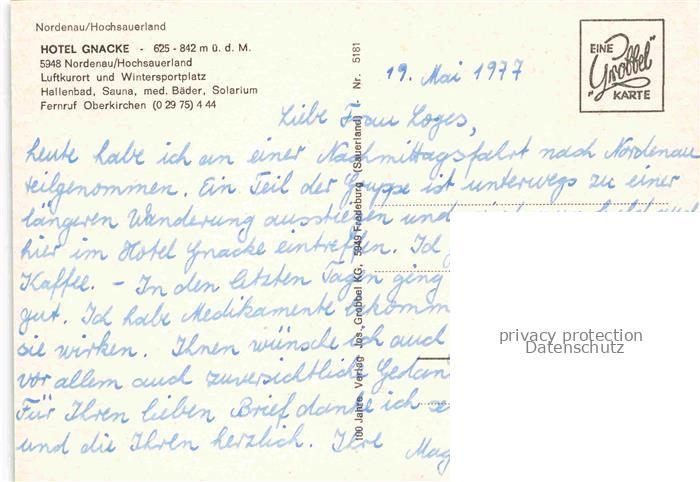 Nordenau/Hochsauerland
HOTEL GNACKE - 625 - 842 m ü. d. M.
5948 Nordenau/Hochsauerland
Luftkurort und Wintersportplatz
Hallenbad, Sauna, med. Bäder, Solarium
Fernruf Oberkirchen (0 29 75) 4 44
EINE
"Grobbel"
KARTE
100 Jahre Verlag Jos. Grobbel KG, 5949 Fredeburg (Sauerland) - Nr. 5181
19. Mai 1977
Liebe Frau Loges,
heute habe ich an einer Nachmittagsfahrt nach Nordenau
teilgenommen. Ein Teil der Gruppe ist unterwegs zu einer
längeren Wanderung ausstiegen und
hier im Hotel Gnacke eintreffen. Ich
Kaffee. - In den letzten Tagen ging
gut. Ich habe Medikamente
sie wirken. Ihnen wünsche ich auch
vor allem auch zuversichtliche
Für Ihren lieben Brief danke ich
und die Ihren herzlich. Ihre
privacy protection
Datenschutz